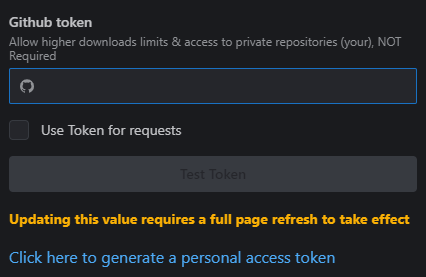 Github token
Allow higher downloads limits & access to private repositories (your), NOT
Required
Use Token for requests
Test Token
Updating this value requires a full page refresh to take effect
Click here to generate a personal access token